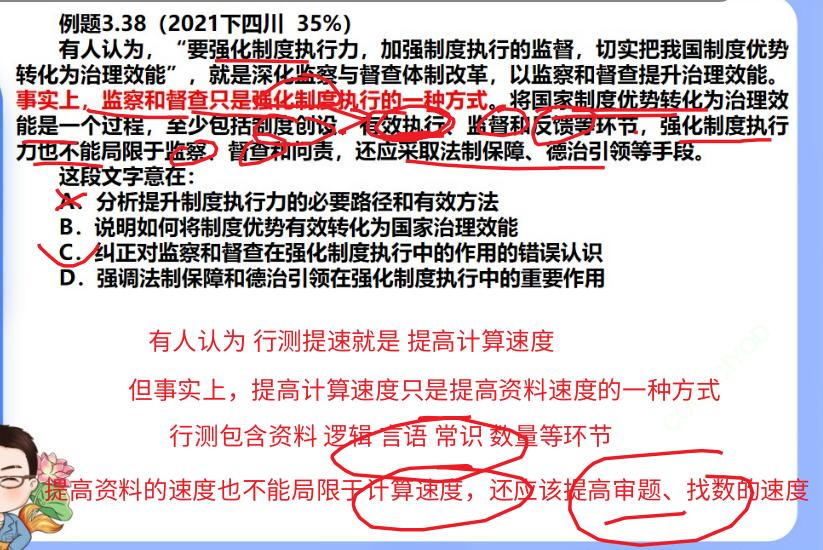 例题3.38（2021下四川 35%）
有人认为，“要强化制度执行力，加强制度执行的监督，切实把我国制度优势
转化为治理效能”，就是深化监察与督查体制改革，以监察和督查提升治理效能。
事实上，监察和督查只是强化制度执行的一种方式。将国家制度优势转化为治理效
能是一个过程，至少包括制度创设、有效执行、监督和反馈等环节，强化制度执行
力也不能局限于监察、督查和问责，还应采取法制保障、德治引领等手段。
这段文字意在：
A．分析提升制度执行力的必要路径和有效方法
B．说明如何将制度优势有效转化为国家治理效能
C．纠正对监察和督查在强化制度执行中的作用的错误认识
D．强调法制保障和德治引领在强化制度执行中的重要作用
有人认为 行测提速就是 提高计算速度
但事实上，提高计算速度只是提高资料速度的一种方式
行测包含资料 逻辑 言语 常识 数量等环节
提高资料的速度也不能局限于计算速度，还应该提高审题、找数的速度